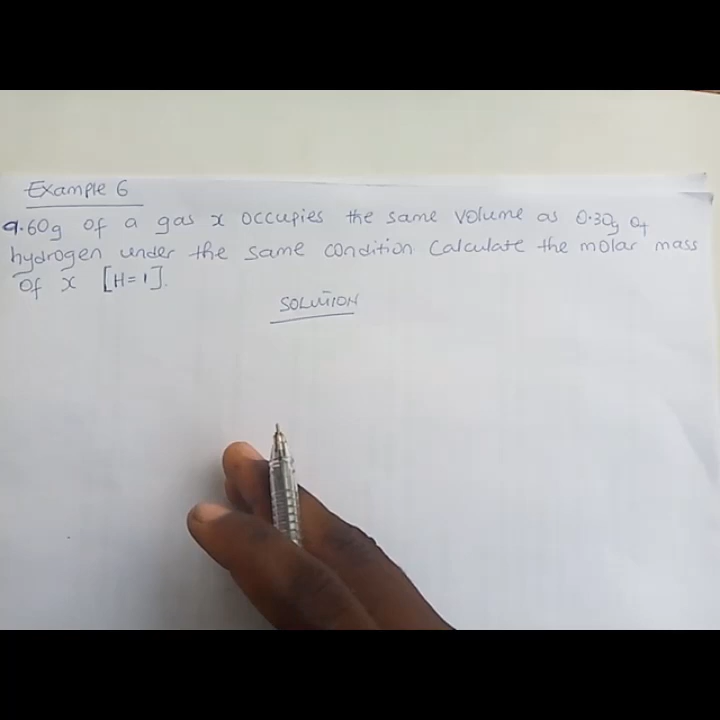 Example 6
9.60g of a gas x occupies the same volume as 0.30g of
hydrogen under the same condition Calculate the molar mass
of x [H=1].
SOLUTION